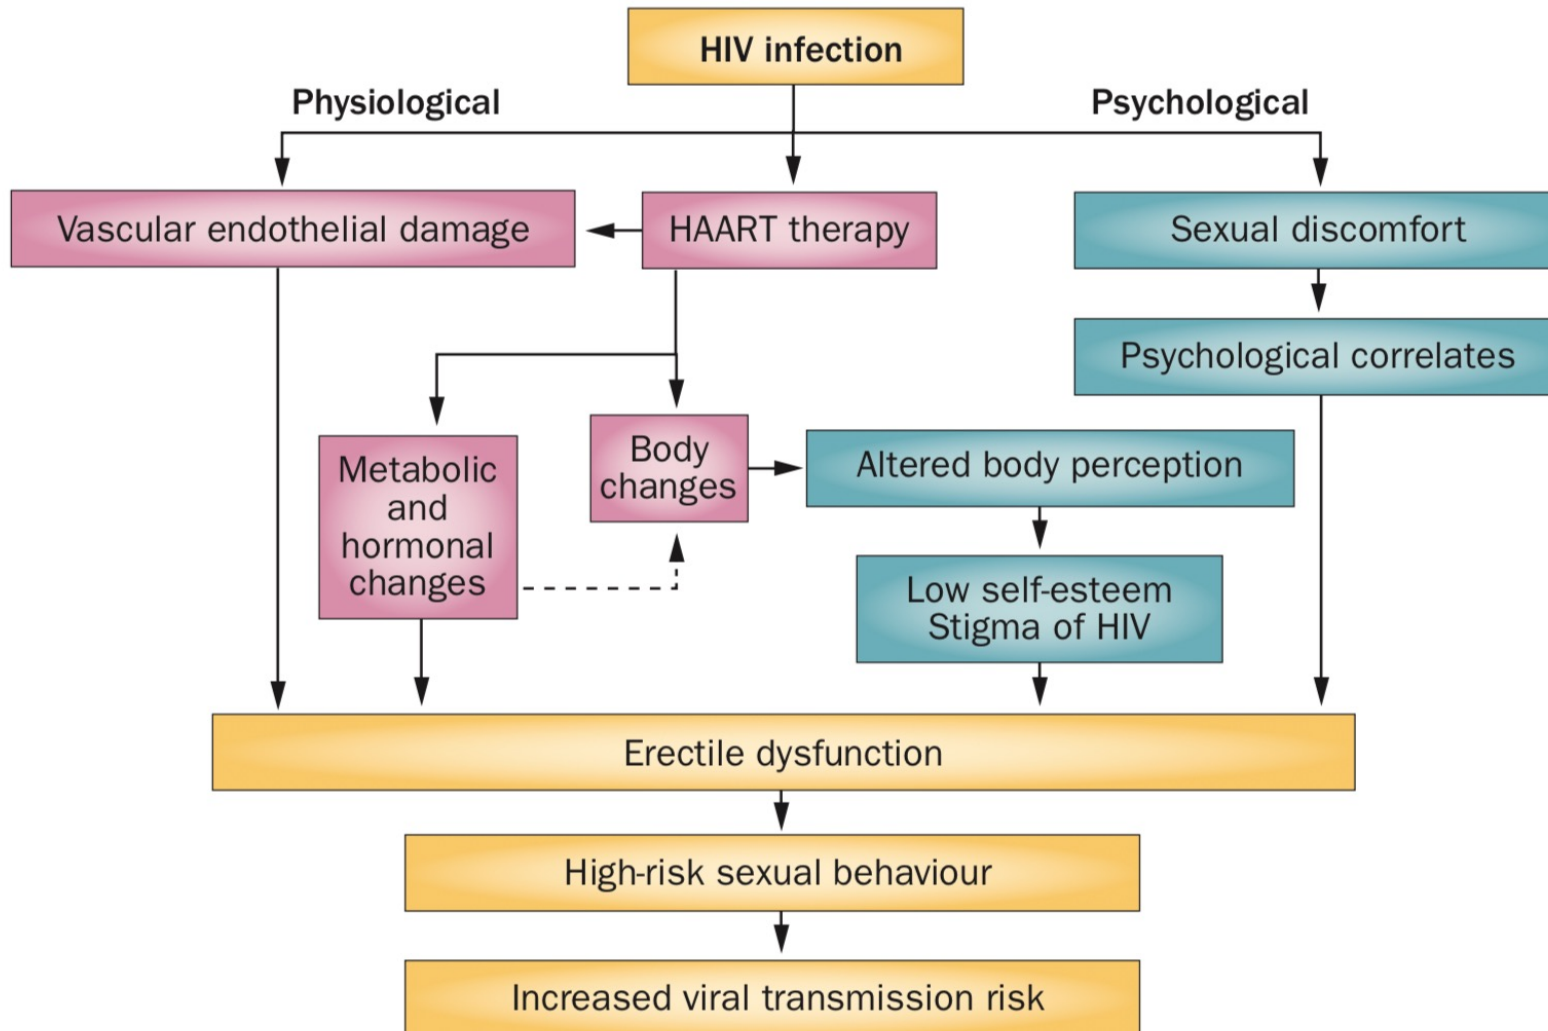 HIV infection
Physiological
Psychological
Vascular endothelial damage
HAART therapy
Sexual discomfort
Psychological correlates
Metabolic
and
hormonal
changes
Body
changes
Altered body perception
Low self-esteem
Stigma of HIV
Erectile dysfunction
High-risk sexual behaviour
Increased viral transmission risk